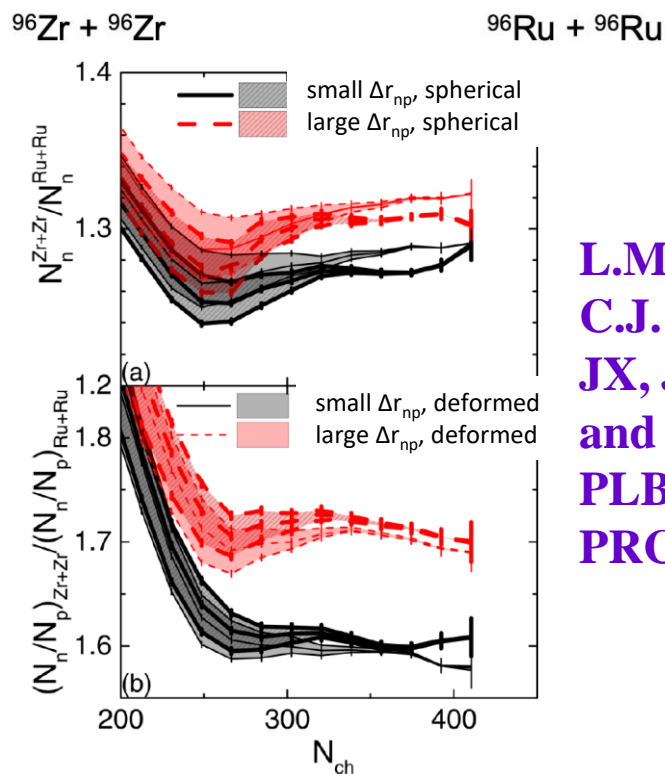 ⁹⁶Zr + ⁹⁶Zr
⁹⁶Ru + ⁹⁶Ru
1.4
small Δr_np, spherical
large Δr_np, spherical
N_n^Zr+Zr/N_n^Ru+Ru
1.3
L.M
C.J.
JX, J
and
PLB
PRC
(a)
1.2
small Δr_np, deformed
large Δr_np, deformed
1.8
(N_n/N_p)_Zr+Zr/(N_n/N_p)_Ru+Ru
1.7
1.6
(b)
200
300
400
N_ch